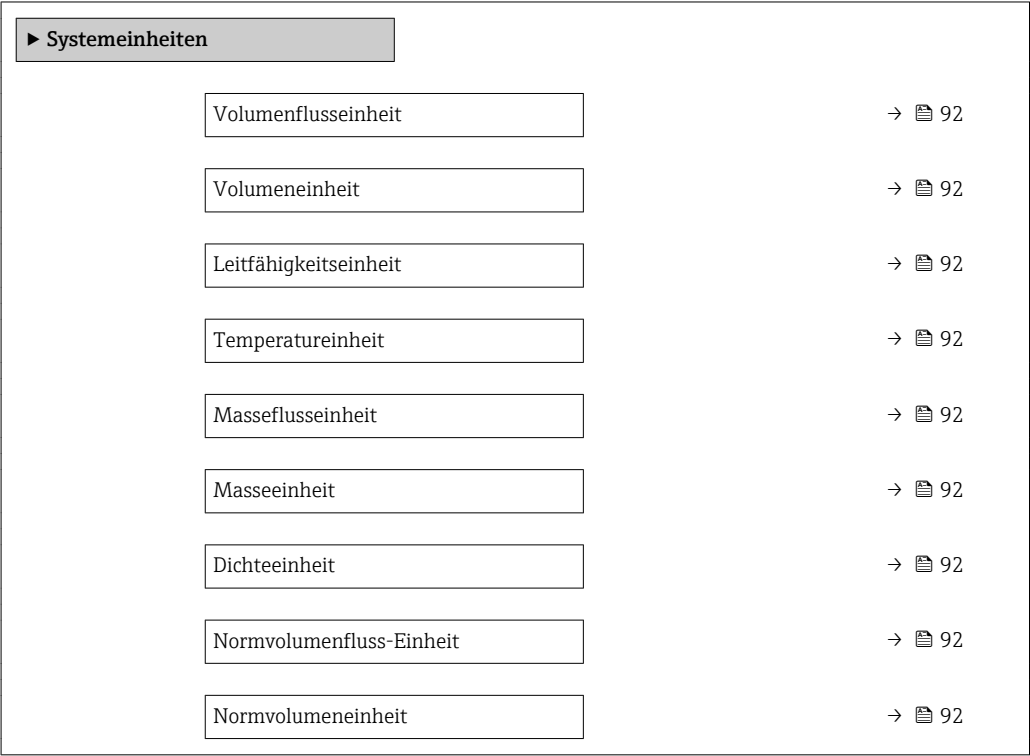 ► Systemeinheiten
Volumenflusseinheit → 92
Volumeneinheit → 92
Leitfähigkeitseinheit → 92
Temperatureinheit → 92
Masseflusseinheit → 92
Masseeinheit → 92
Dichteeinheit → 92
Normvolumenfluss-Einheit → 92
Normvolumeneinheit → 92